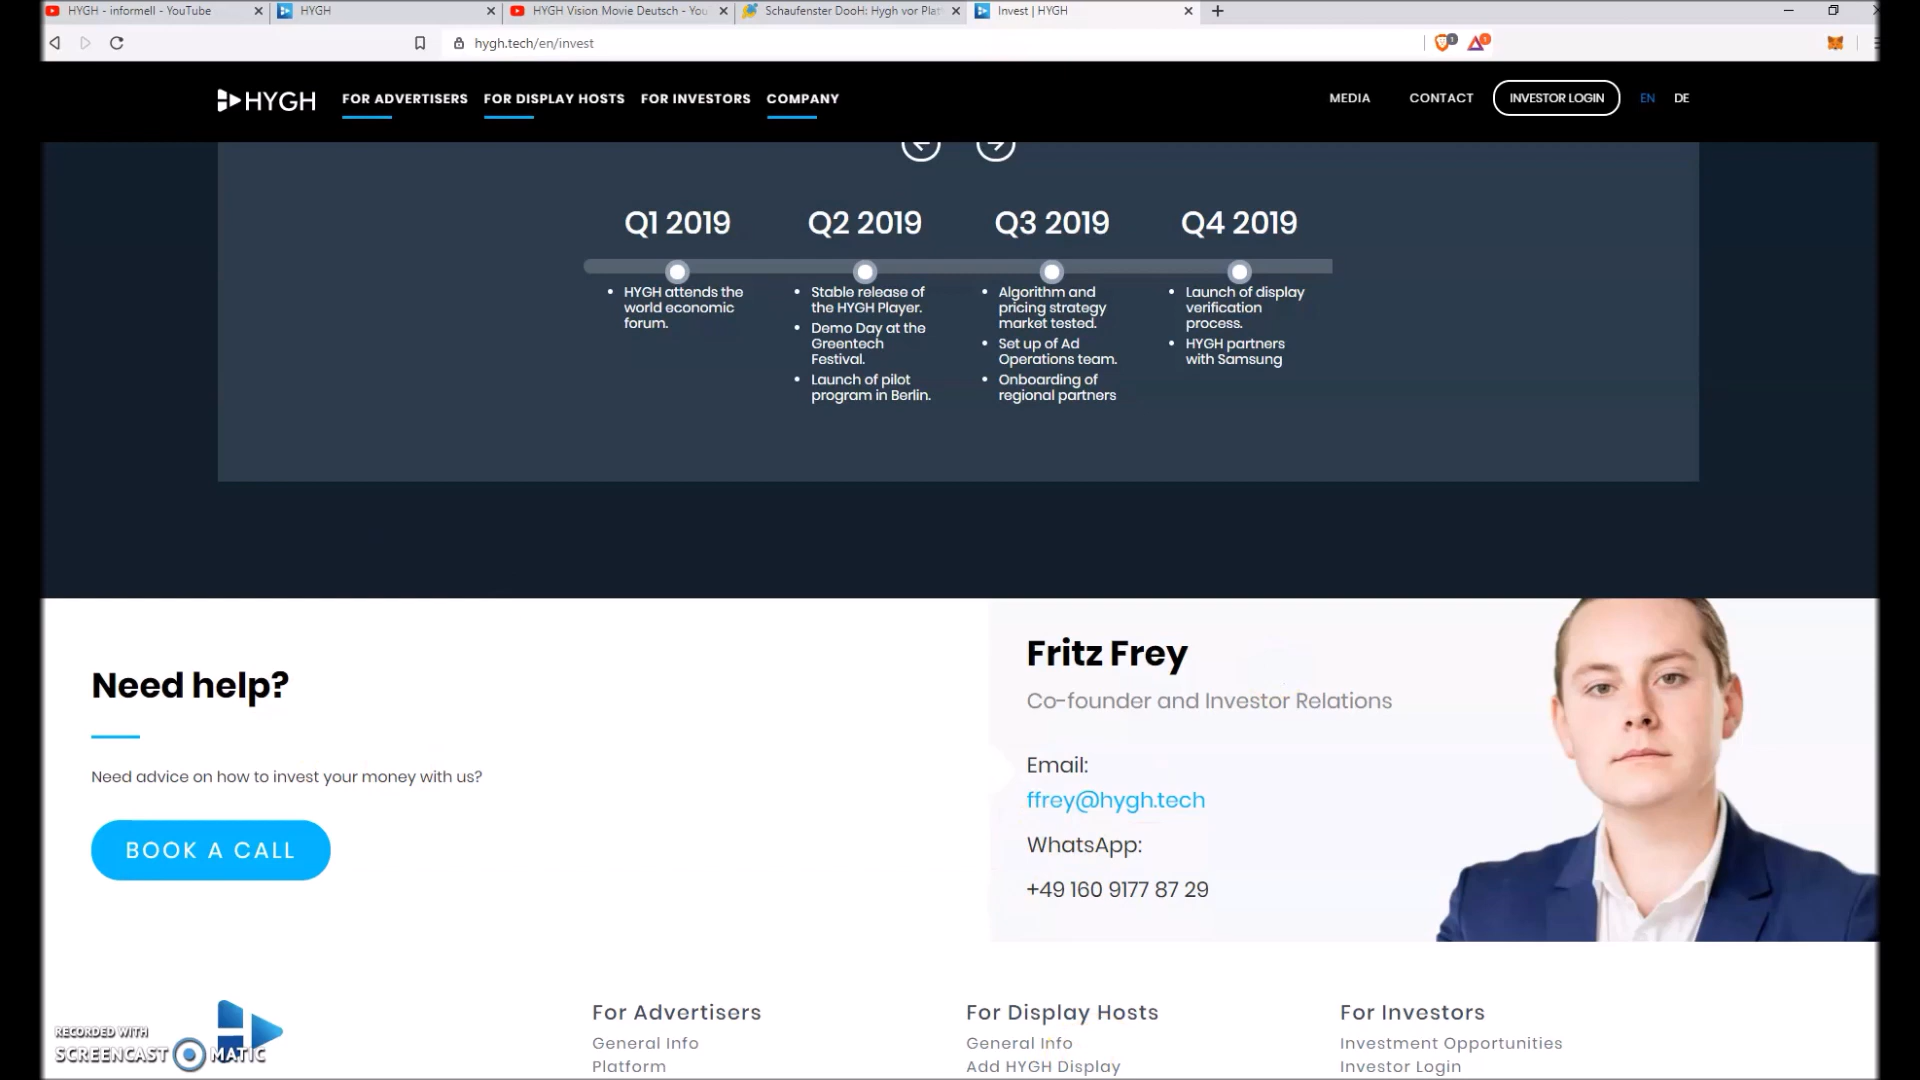 HYGH - informell - YouTube
HYGH
HYGH Vision Movie Deutsch - You
Schaufenster DooH: Hygh vor Plat
Invest | HYGH
hygh.tech/en/invest
1
1
HYGH
FOR ADVERTISERS
FOR DISPLAY HOSTS
FOR INVESTORS
COMPANY
MEDIA
CONTACT
INVESTOR LOGIN
EN
DE
Q1 2019
Q2 2019
Q3 2019
Q4 2019
• HYGH attends the
world economic
forum.
• Stable release of
the HYGH Player.
• Demo Day at the
Greentech
Festival.
• Launch of pilot
program in Berlin.
• Algorithm and
pricing strategy
market tested.
• Set up of Ad
Operations team.
• Onboarding of
regional partners
• Launch of display
verification
process.
• HYGH partners
with Samsung
Need help?
Need advice on how to invest your money with us?
BOOK A CALL
Fritz Frey
Co-founder and Investor Relations
Email:
ffrey@hygh.tech
WhatsApp:
+49 160 9177 87 29
For Advertisers
General Info
Platform
For Display Hosts
General Info
Add HYGH Display
For Investors
Investment Opportunities
Investor Login
RECORDED WITH
SCREENCAST MATIC